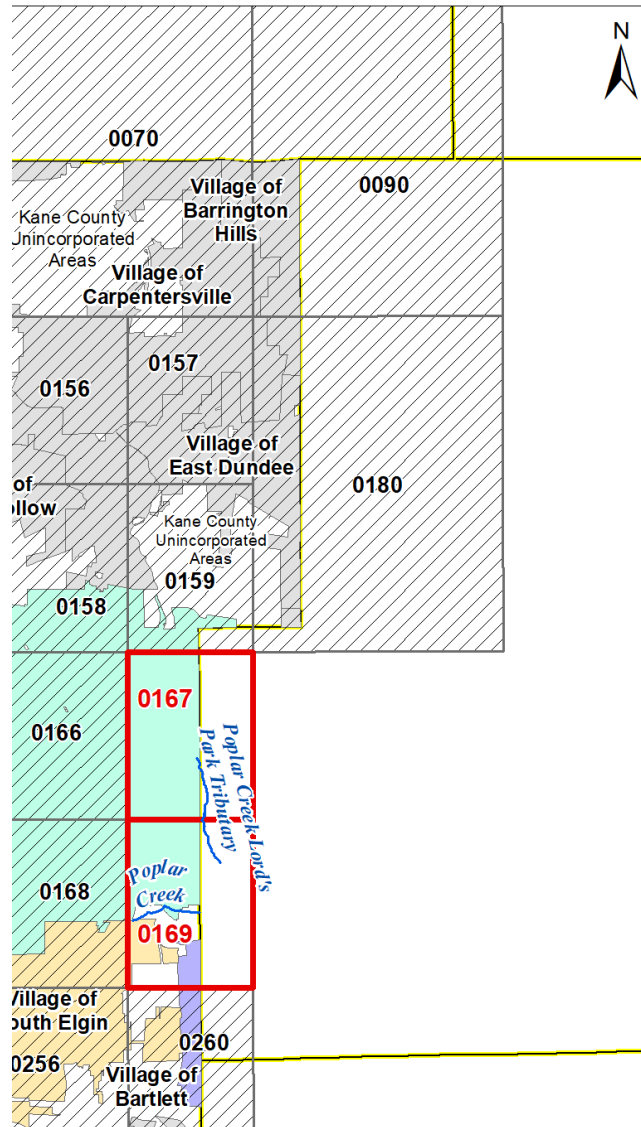 N
0070
Village of
Barrington
Hills
0090
Kane County
Unincorporated
Areas
Village of
Carpentersville
0157
0156
Village of
East Dundee
of
ollow
0180
Kane County
Unincorporated
Areas
0159
0158
0167
0166
Poplar Creek Lord's
Park Tributary
Poplar
Creek
0168
0169
Village of
outh Elgin
0260
0256
Village of
Bartlett